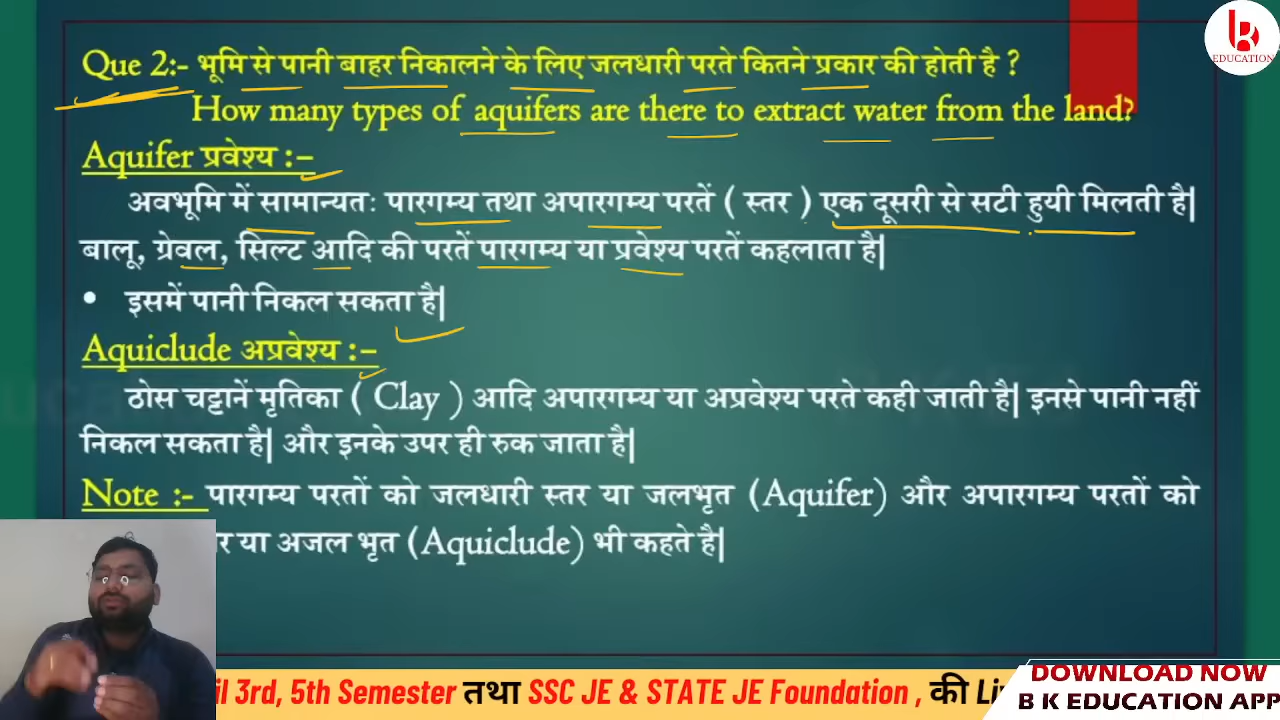 Que 2:- भूमि से पानी बाहर निकालने के लिए जलधारी परते कितने प्रकार की होती है ?
How many types of aquifers are there to extract water from the land?
Aquifer प्रवेश्य :-
अवभूमि में सामान्यतः पारगम्य तथा अपारगम्य परतें ( स्तर ) एक दूसरी से सटी हुयी मिलती है|
बालू, ग्रेवल, सिल्ट आदि की परतें पारगम्य या प्रवेश्य परतें कहलाता है|
• इसमें पानी निकल सकता है|
Aquiclude अप्रवेश्य :-
ठोस चट्टानें मृतिका ( Clay ) आदि अपारगम्य या अप्रवेश्य परते कही जाती है| इनसे पानी नहीं
निकल सकता है| और इनके उपर ही रुक जाता है|
Note :- पारगम्य परतों को जलधारी स्तर या जलभृत (Aquifer) और अपारगम्य परतों को
र या अजल भृत (Aquiclude) भी कहते है|
b EDUCATION
il 3rd, 5th Semester तथा SSC JE & STATE JE Foundation , की Li
DOWNLOAD NOW
B K EDUCATION APP